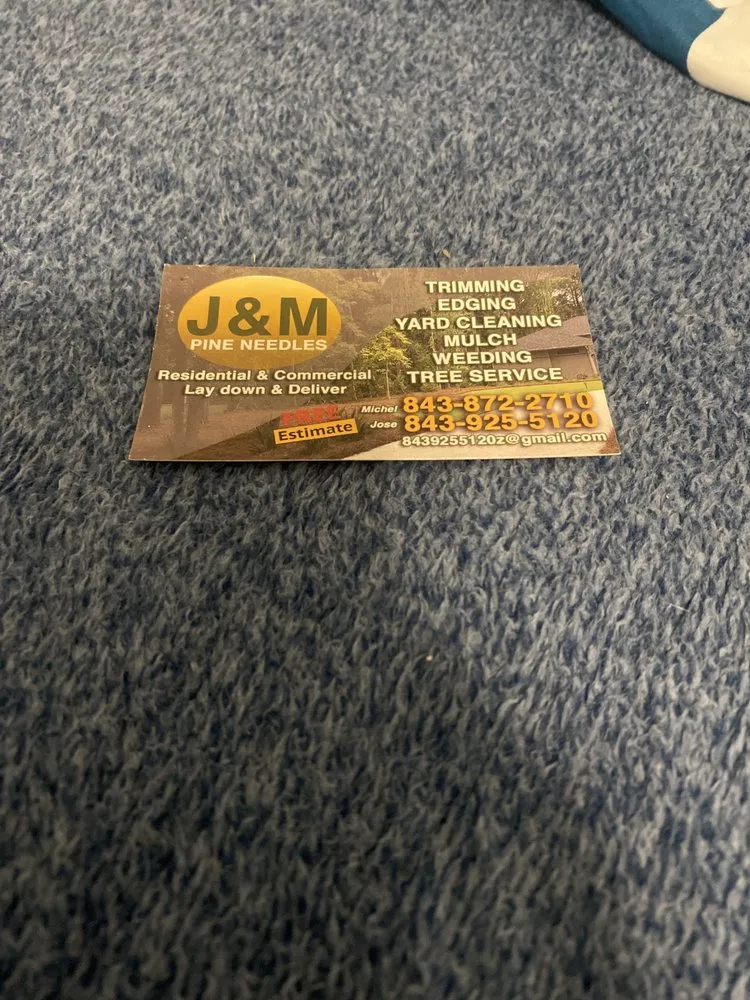 J&M
PINE NEEDLES
Residential & Commercial
Lay down & Deliver
FREE
Estimate
TRIMMING
EDGING
YARD CLEANING
MULCH
WEEDING
TREE SERVICE
Michel 843-872-2710
Jose 843-925-5120
8439255120z@gmail.com